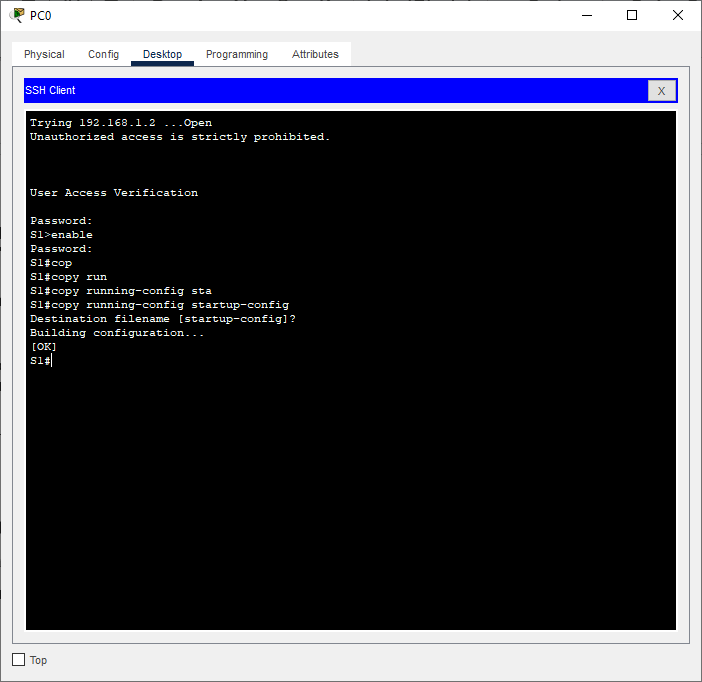 PC0
Physical Config Desktop Programming Attributes
SSH Client
X
Trying 192.168.1.2 ...Open
Unauthorized access is strictly prohibited.
User Access Verification
Password:
S1>enable
Password:
S1#cop
S1#copy run
S1#copy running-config sta
S1#copy running-config startup-config
Destination filename [startup-config]?
Building configuration...
[OK]
S1#
Top